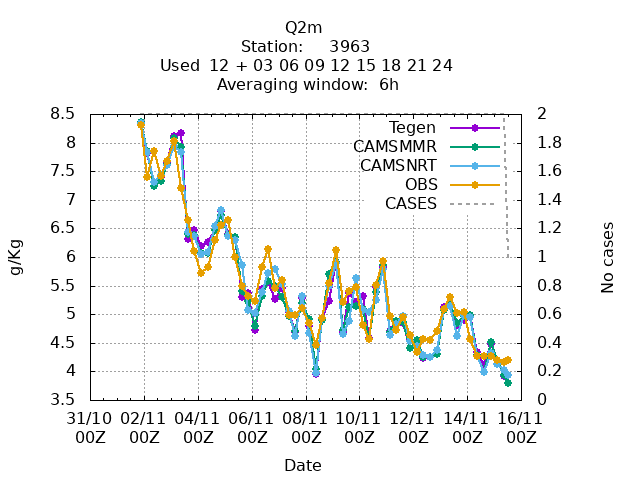 Q2m
Station: 3963
Used 12 + 03 06 09 12 15 18 21 24
Averaging window: 6h
8.5
8
7.5
7
6.5
6
5.5
5
4.5
4
3.5
g/Kg
2
1.8
1.6
1.4
1.2
1
0.8
0.6
0.4
0.2
0
No cases
Tegen
CAMSMMR
CAMSNRT
OBS
CASES
31/10 02/11 04/11 06/11 08/11 10/11 12/11 14/11 16/11
00Z 00Z 00Z 00Z 00Z 00Z 00Z 00Z 00Z
Date